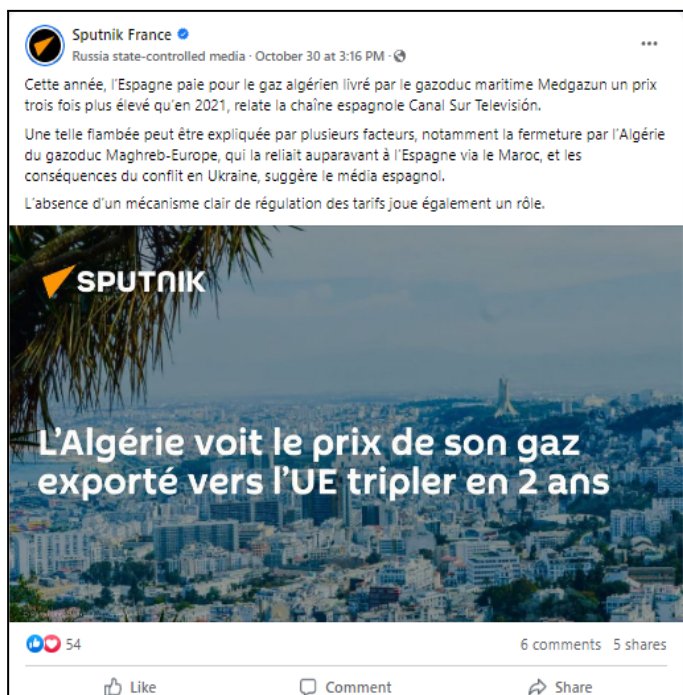 Sputnik France
Russia state-controlled media · October 30 at 3:16 PM ·
Cette année, l'Espagne paie pour le gaz algérien livré par le gazoduc maritime Medgazun un prix
trois fois plus élevé qu'en 2021, relate la chaîne espagnole Canal Sur Televisión.
Une telle flambée peut être expliquée par plusieurs facteurs, notamment la fermeture par l'Algérie
du gazoduc Maghreb-Europe, qui la reliait auparavant à l'Espagne via le Maroc, et les
conséquences du conflit en Ukraine, suggère le média espagnol.
L'absence d'un mécanisme clair de régulation des tarifs joue également un rôle.
SPUTNIK
L'Algérie voit le prix de son gaz
exporté vers l'UE tripler en 2 ans
54
6 comments 5 shares
Like Comment Share